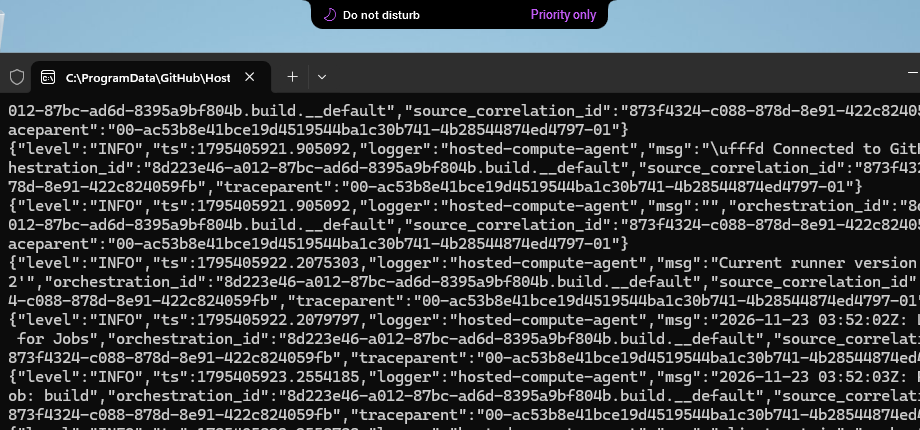 Do not disturb
Priority only
C:\ProgramData\GitHub\Host
012-87bc-ad6d-8395a9bf804b.build.__default","source_correlation_id":"873f4324-c088-878d-8e91-422c82405
aceparent":"00-ac53b8e41bce19d4519544ba1c30b741-4b28544874ed4797-01"}
{"level":"INFO","ts":1795405921.905092,"logger":"hosted-compute-agent","msg":"\ufffd Connected to GitH
hestration_id":"8d223e46-a012-87bc-ad6d-8395a9bf804b.build.__default","source_correlation_id":"873f432
78d-8e91-422c824059fb","traceparent":"00-ac53b8e41bce19d4519544ba1c30b741-4b28544874ed4797-01"}
{"level":"INFO","ts":1795405921.905092,"logger":"hosted-compute-agent","msg":"","orchestration_id":"8d
012-87bc-ad6d-8395a9bf804b.build.__default","source_correlation_id":"873f4324-c088-878d-8e91-422c82405
aceparent":"00-ac53b8e41bce19d4519544ba1c30b741-4b28544874ed4797-01"}
{"level":"INFO","ts":1795405922.2075303,"logger":"hosted-compute-agent","msg":"Current runner version
2'","orchestration_id":"8d223e46-a012-87bc-ad6d-8395a9bf804b.build.__default","source_correlation_id":
4-c088-878d-8e91-422c824059fb","traceparent":"00-ac53b8e41bce19d4519544ba1c30b741-4b28544874ed4797-01"
{"level":"INFO","ts":1795405922.2079797,"logger":"hosted-compute-agent","msg":"2026-11-23 03:52:02Z:
for Jobs","orchestration_id":"8d223e46-a012-87bc-ad6d-8395a9bf804b.build.__default","source_correlati
873f4324-c088-878d-8e91-422c824059fb","traceparent":"00-ac53b8e41bce19d4519544ba1c30b741-4b28544874ed4
{"level":"INFO","ts":1795405923.2554185,"logger":"hosted-compute-agent","msg":"2026-11-23 03:52:03Z:
ob: build","orchestration_id":"8d223e46-a012-87bc-ad6d-8395a9bf804b.build.__default","source_correlati
873f4324-c088-878d-8e91-422c824059fb","traceparent":"00-ac53b8e41bce19d4519544ba1c30b741-4b28544874ed4